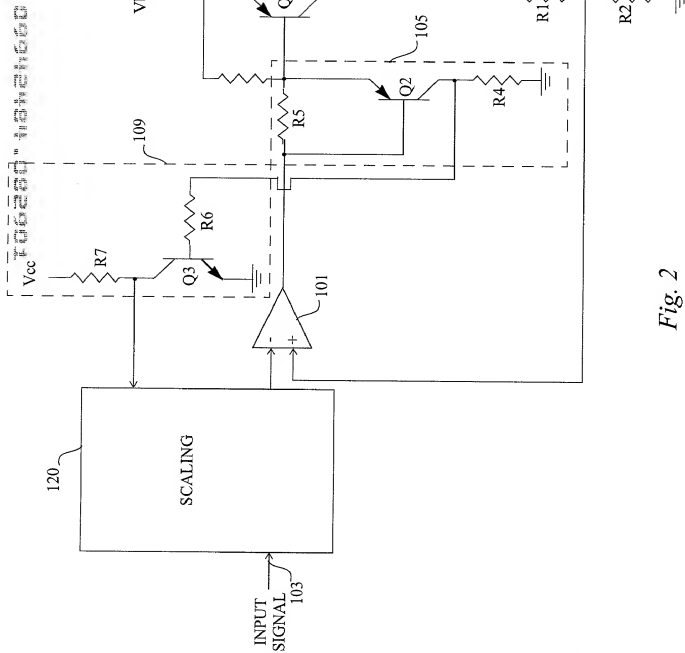 120
SCALING
INPUT
SIGNAL
103
109
Vcc
R7
Q3
R6
-
+
101
R5
105
Q2
R4
R1
R2
Fig. 2